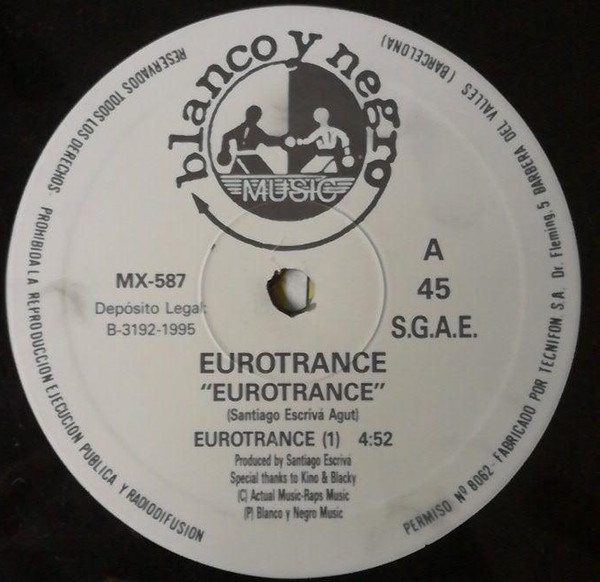 blanco y negro
MUSIC
MX-587
Depósito Legal:
B-3192-1995
A
45
S.G.A.E.
EUROTRANCE
“EUROTRANCE”
(Santiago Escrivá Agut)
EUROTRANCE (1) 4:52
Produced by Santiago Escrivá
Special thanks to Kino & Blacky
(C) Actual Music-Raps Music
(P) Blanco y Negro Music
RESERVADOS TODOS LOS DERECHOS. PROHIBIDA LA REPRODUCCION EJECUCION PUBLICA Y RADIODIFUSION
PERMISO Nº 8062- FABRICADO POR TECNIFON, S.A. Dr. Fleming, 5 BARBERA DEL VALLES (BARCELONA)